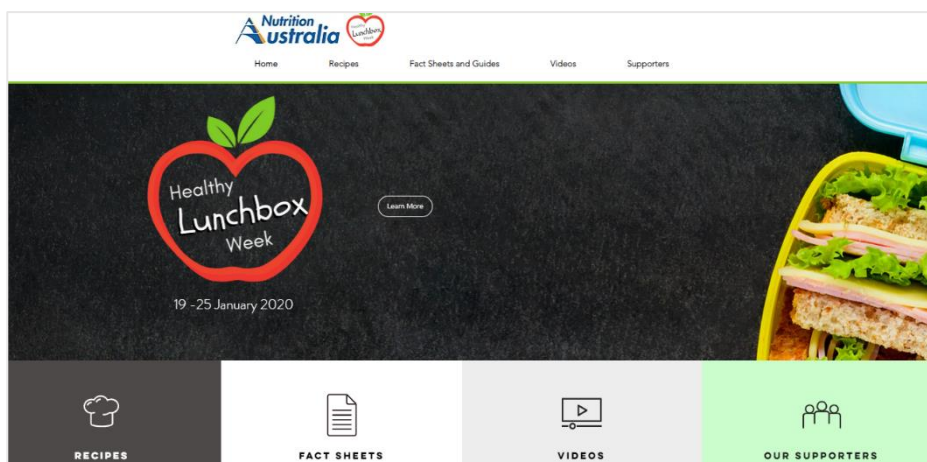 Nutrition
Australia
Healthy
Lunchbox
Week
Home Recipes Fact Sheets and Guides Videos Supporters
Healthy
Lunchbox
Week
Learn More
19 -25 January 2020
RECIPES FACT SHEETS VIDEOS OUR SUPPORTERS